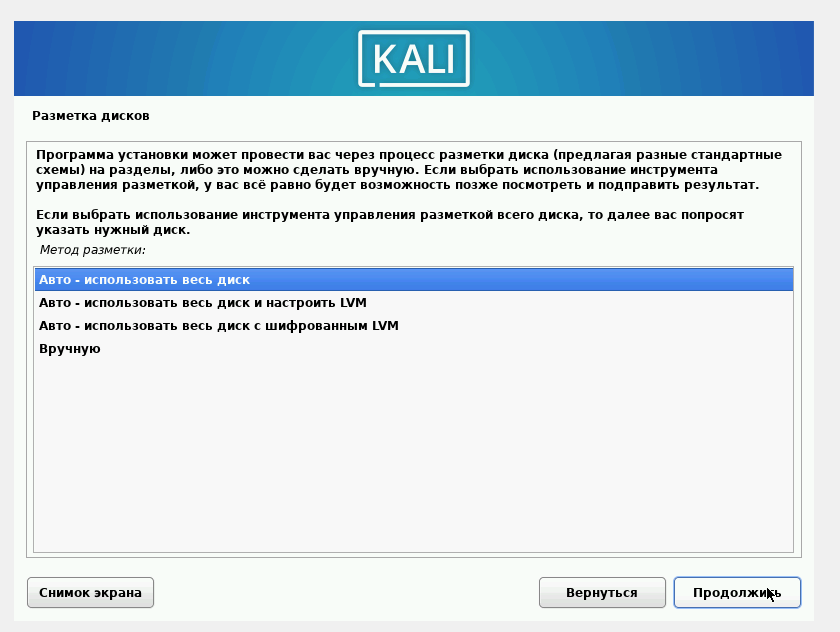 KALI
Разметка дисков
Программа установки может провести вас через процесс разметки диска (предлагая разные стандартные
схемы) на разделы, либо это можно сделать вручную. Если выбрать использование инструмента
управления разметкой, у вас всё равно будет возможность позже посмотреть и подправить результат.
Если выбрать использование инструмента управления разметкой всего диска, то далее вас попросят
указать нужный диск.
Метод разметки:
Авто - использовать весь диск
Авто - использовать весь диск и настроить LVM
Авто - использовать весь диск с шифрованным LVM
Вручную
Снимок экрана
Вернуться
Продолжить